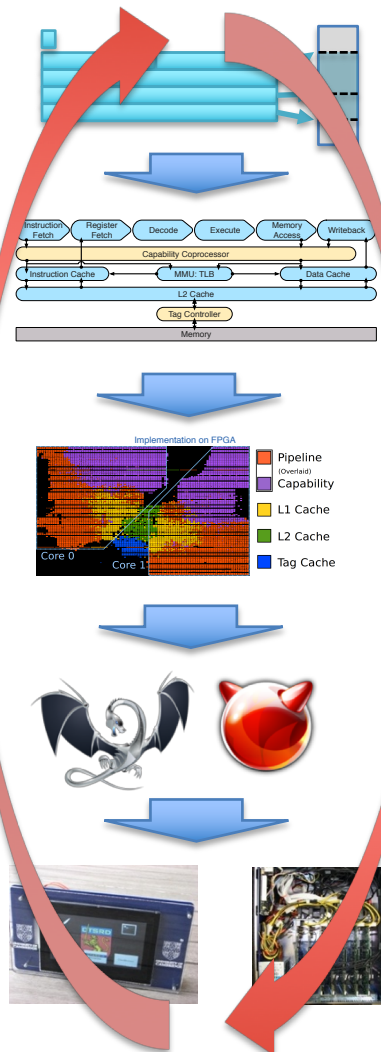 Instruction Fetch
Register Fetch
Decode
Execute
Memory Access
Writeback
Capability Coprocessor
Instruction Cache
MMU: TLB
Data Cache
L2 Cache
Tag Controller
Memory
Implementation on FPGA
Pipeline
(Overlaid)
Capability
L1 Cache
L2 Cache
Tag Cache
Core 0
Core 1